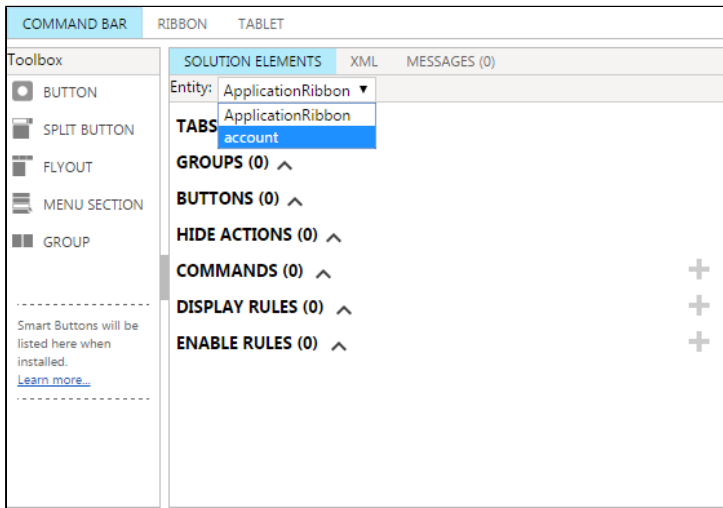 COMMAND BAR RIBBON TABLET
Toolbox
BUTTON
SPLIT BUTTON
FLYOUT
MENU SECTION
GROUP
Smart Buttons will be
listed here when
installed.
Learn more...
SOLUTION ELEMENTS XML MESSAGES (0)
Entity: ApplicationRibbon
ApplicationRibbon
account
TABS
GROUPS (0)
BUTTONS (0)
HIDE ACTIONS (0)
COMMANDS (0)
DISPLAY RULES (0)
ENABLE RULES (0)